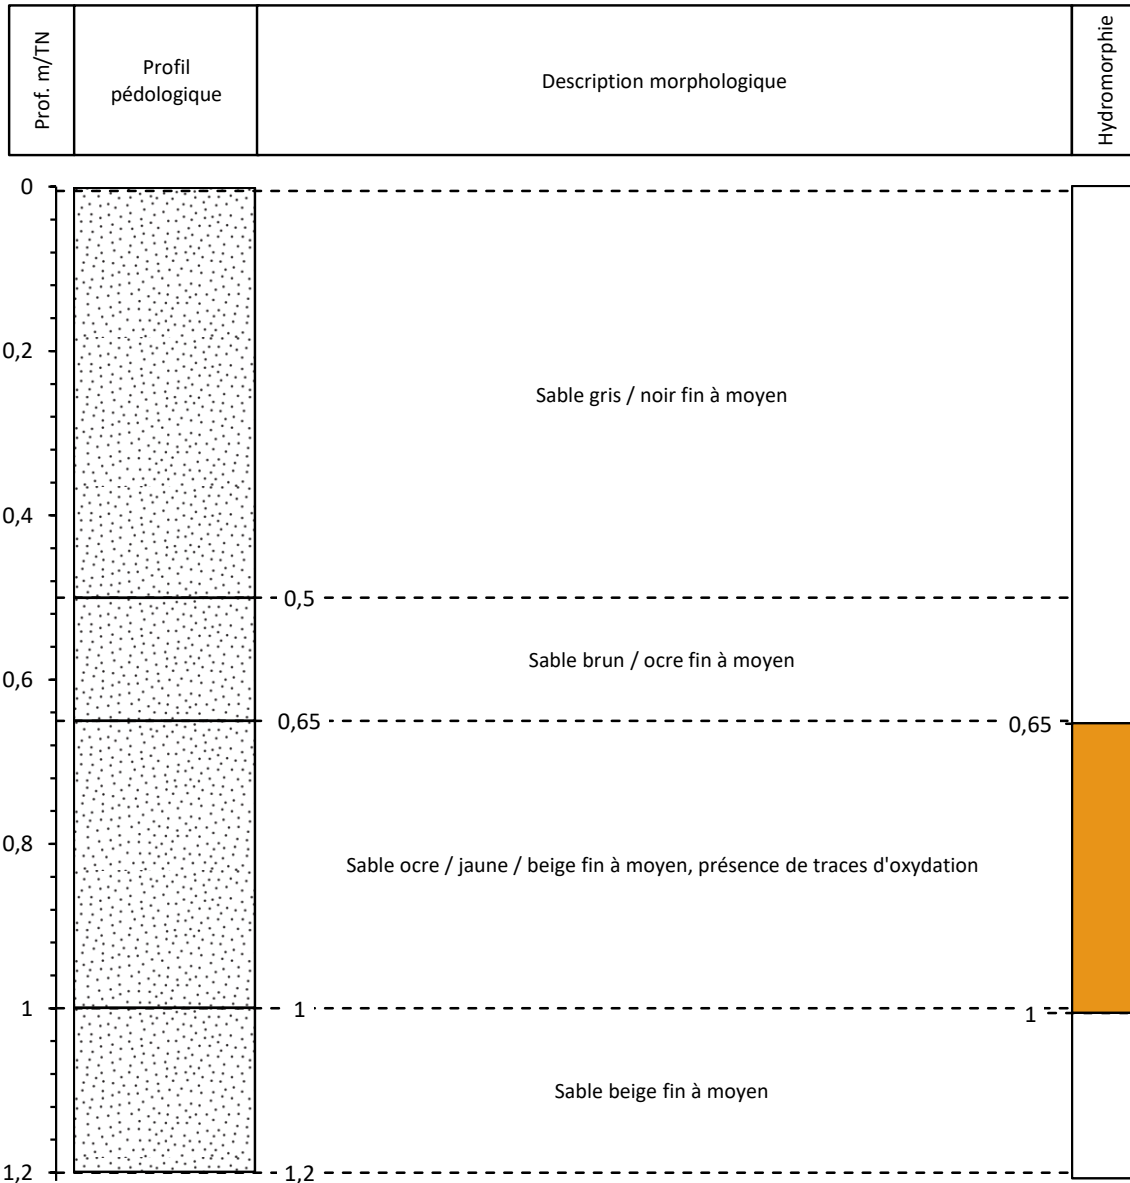 Prof. m/TN
Profil
pédologique
Description morphologique
Hydromorphie
0
0,2
Sable gris / noir fin à moyen
0,4
0,5
Sable brun / ocre fin à moyen
0,6
0,65
0,65
0,8
Sable ocre / jaune / beige fin à moyen, présence de traces d'oxydation
1
1
1
Sable beige fin à moyen
1,2
1,2